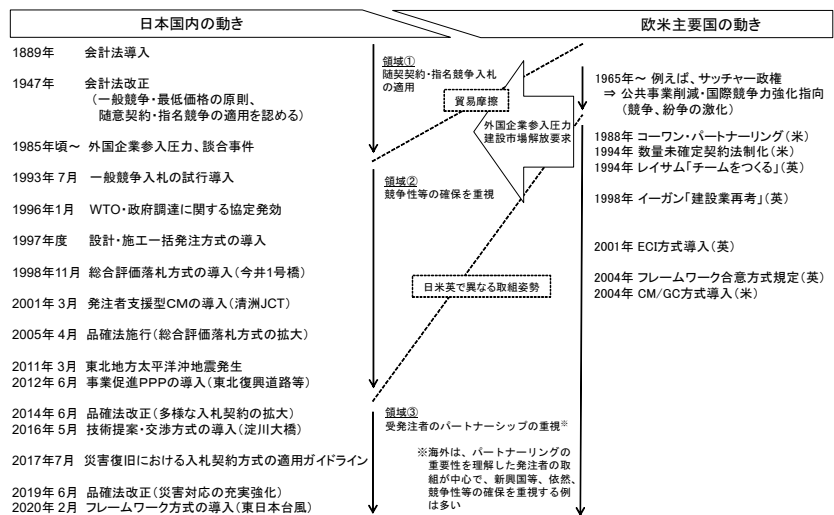 日本国内の動き
1889年 会計法導入
1947年 会計法改正
(一般競争・最低価格の原則、
随意契約・指名競争の適用を認める)
1985年頃~ 外国企業参入圧力、談合事件
1993年 7月 一般競争入札の試行導入
1996年1月 WTO・政府調達に関する協定発効
1997年度 設計・施工一括発注方式の導入
1998年11月 総合評価落札方式の導入(今井1号橋)
2001年 3月 発注者支援型CMの導入(清洲JCT)
2005年 4月 品確法施行(総合評価落札方式の拡大)
2011年 3月 東北地方太平洋沖地震発生
2012年 6月 事業促進PPPの導入(東北復興道路等)
2014年 6月 品確法改正(多様な入札契約の拡大)
2016年 5月 技術提案・交渉方式の導入(淀川大橋)
2017年7月 災害復旧における入札契約方式の適用ガイドライン
2019年 6月 品確法改正(災害対応の充実強化)
2020年 2月 フレームワーク方式の導入(東日本台風)
領域①
随契契約・指名競争入札
の適用
貿易摩擦
外国企業参入圧力
建設市場解放要求
領域②
競争性等の確保を重視
日米英で異なる取組姿勢
領域③
受発注者のパートナーシップの重視※
※海外は、パートナーリングの
重要性を理解した発注者の取
組が中心で、新興国等、依然、
競争性等の確保を重視する例
は多い
欧米主要国の動き
1965年~ 例えば、サッチャー政権
⇒ 公共事業削減・国際競争力強化指向
(競争、紛争の激化)
1988年 コーワン・パートナーリング(米)
1994年 数量未確定契約法制化(米)
1994年 レイサム「チームをつくる」(英)
1998年 イーガン「建設業再考」(英)
2001年 ECI方式導入(英)
2004年 フレームワーク合意方式規定(英)
2004年 CM/GC方式導入(米)